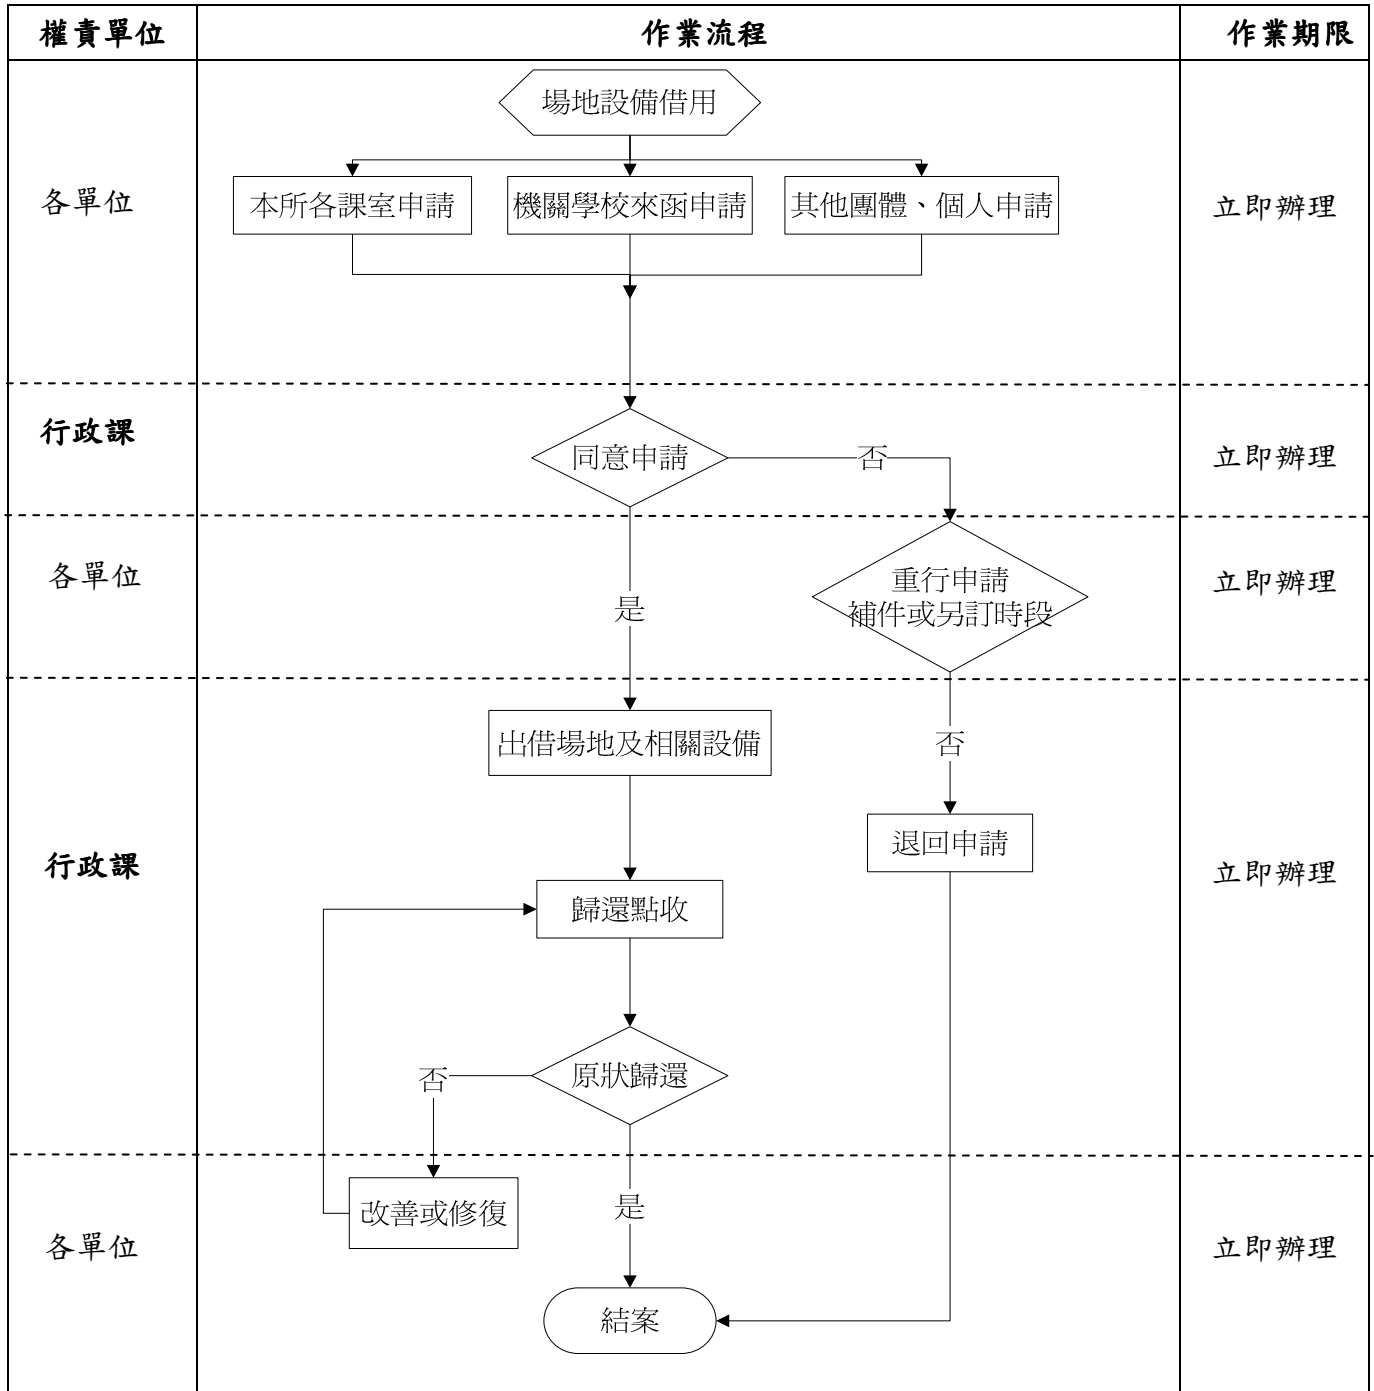 權責單位
作業流程
作業期限
場地設備借用
各單位
本所各課室申請
機關學校來函申請
其他團體、個人申請
立即辦理
行政課
同意申請
否
立即辦理
各單位
是
重行申請
補件或另訂時段
立即辦理
出借場地及相關設備
否
退回申請
行政課
立即辦理
歸還點收
原狀歸還
否
改善或修復
是
各單位
立即辦理
結案